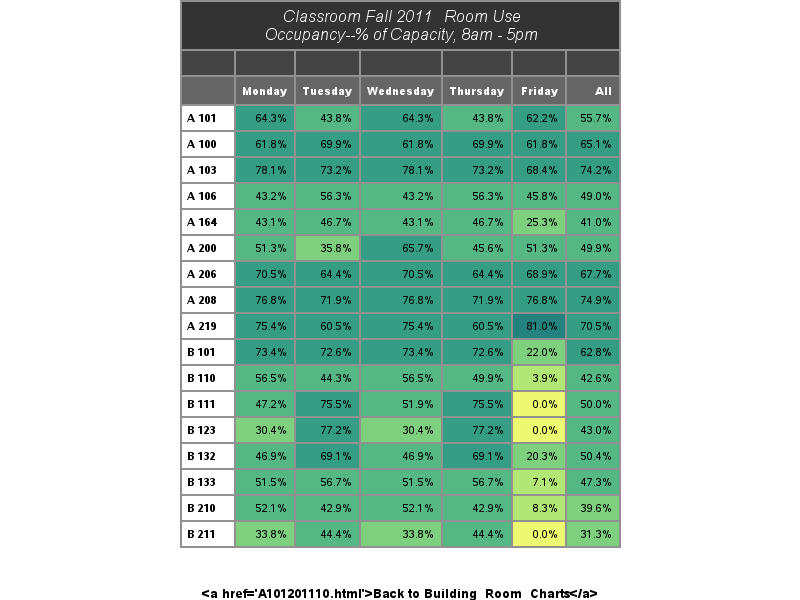 Classroom Fall 2011 Room Use
Occupancy--% of Capacity, 8am - 5pm
Monday Tuesday Wednesday Thursday Friday All
A 101 64.3% 43.8% 64.3% 43.8% 62.2% 55.7%
A 100 61.8% 69.9% 61.8% 69.9% 61.8% 65.1%
A 103 78.1% 73.2% 78.1% 73.2% 68.4% 74.2%
A 106 43.2% 56.3% 43.2% 56.3% 45.8% 49.0%
A 164 43.1% 46.7% 43.1% 46.7% 25.3% 41.0%
A 200 51.3% 35.8% 65.7% 45.6% 51.3% 49.9%
A 206 70.5% 64.4% 70.5% 64.4% 68.9% 67.7%
A 208 76.8% 71.9% 76.8% 71.9% 76.8% 74.9%
A 219 75.4% 60.5% 75.4% 60.5% 81.0% 70.5%
B 101 73.4% 72.6% 73.4% 72.6% 22.0% 62.8%
B 110 56.5% 44.3% 56.5% 49.9% 3.9% 42.6%
B 111 47.2% 75.5% 51.9% 75.5% 0.0% 50.0%
B 123 30.4% 77.2% 30.4% 77.2% 0.0% 43.0%
B 132 46.9% 69.1% 46.9% 69.1% 20.3% 50.4%
B 133 51.5% 56.7% 51.5% 56.7% 7.1% 47.3%
B 210 52.1% 42.9% 52.1% 42.9% 8.3% 39.6%
B 211 33.8% 44.4% 33.8% 44.4% 0.0% 31.3%
<a href='A101201110.html'>Back to Building Room Charts</a>